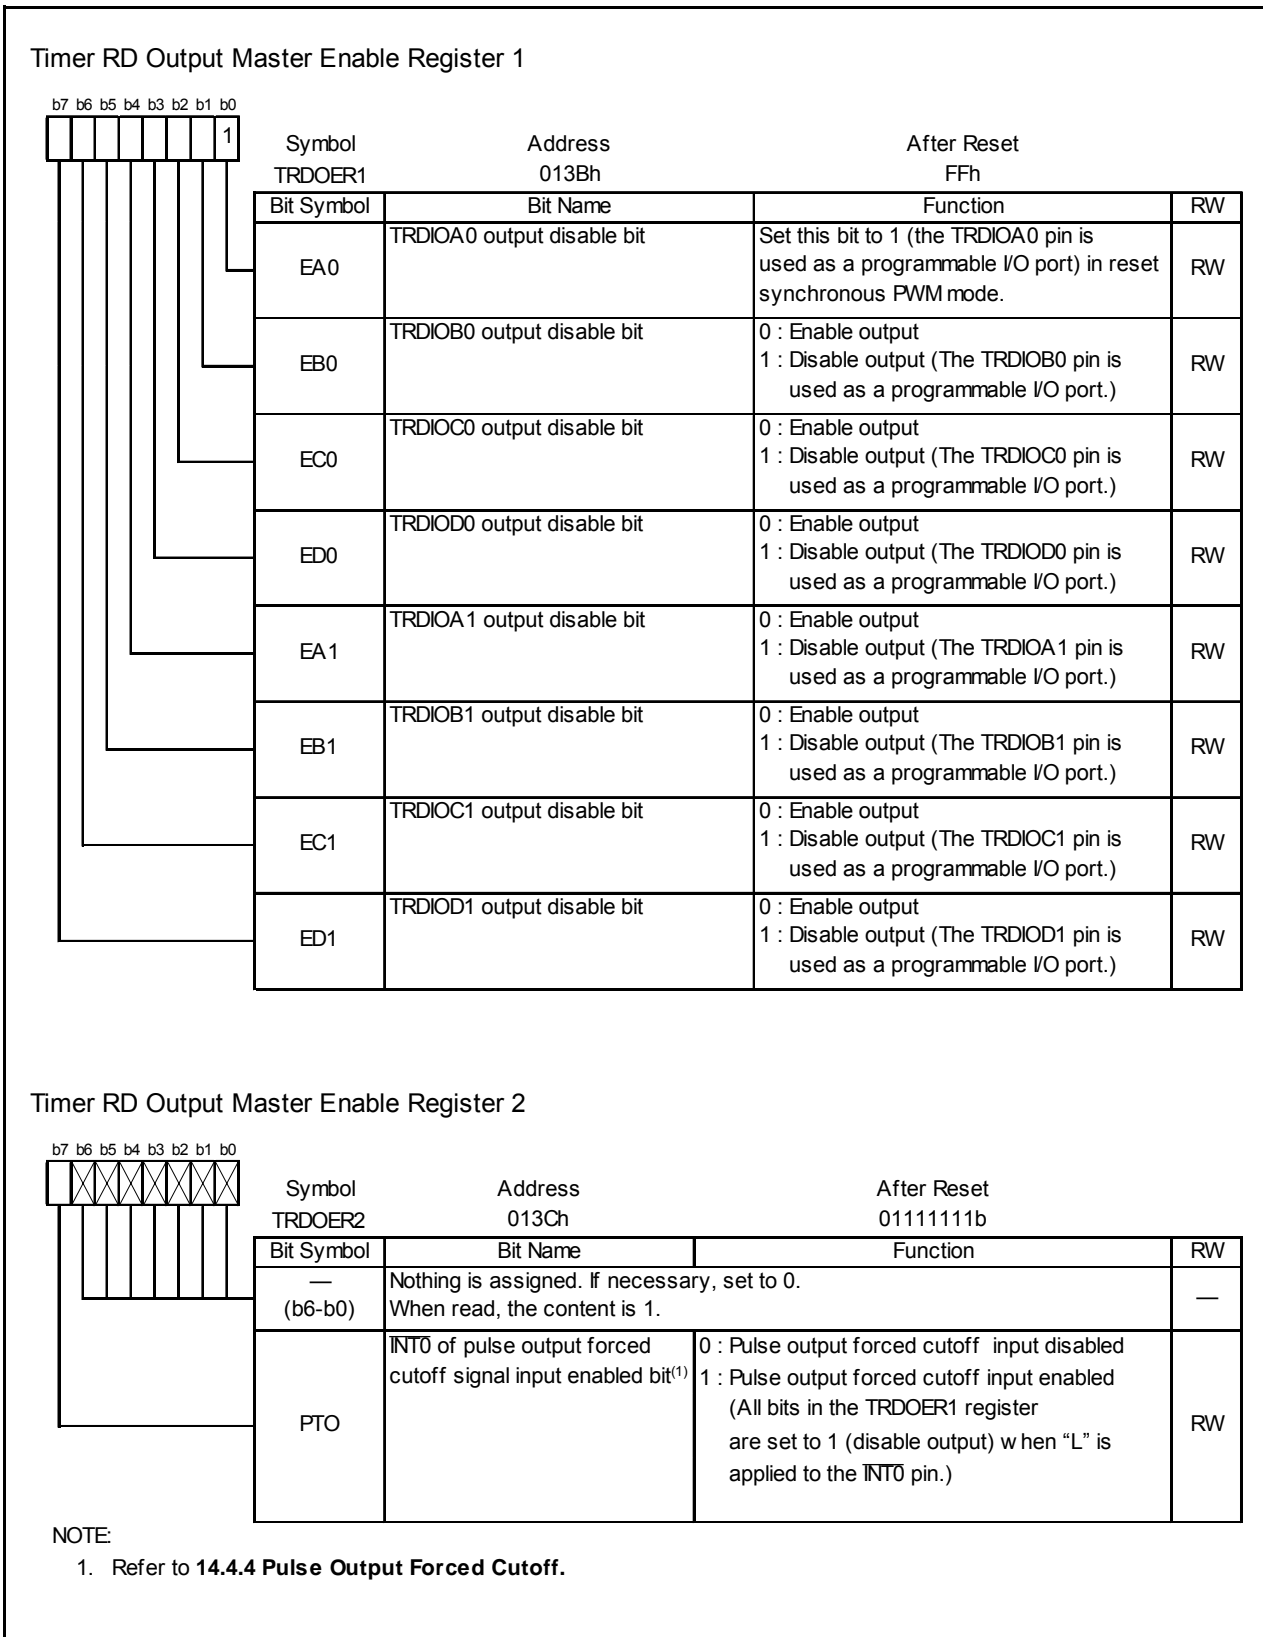 Timer RD Output Master Enable Register 1
b7 b6 b5 b4 b3 b2 b1 b0
1
Symbol Address After Reset
TRDOER1 013Bh FFh
Bit Symbol Bit Name Function RW
EA0 TRDIOA0 output disable bit Set this bit to 1 (the TRDIOA0 pin is
used as a programmable I/O port) in reset
synchronous PWM mode. RW
EB0 TRDIOB0 output disable bit 0 : Enable output
1 : Disable output (The TRDIOB0 pin is
used as a programmable I/O port.) RW
EC0 TRDIOC0 output disable bit 0 : Enable output
1 : Disable output (The TRDIOC0 pin is
used as a programmable I/O port.) RW
ED0 TRDIOD0 output disable bit 0 : Enable output
1 : Disable output (The TRDIOD0 pin is
used as a programmable I/O port.) RW
EA1 TRDIOA1 output disable bit 0 : Enable output
1 : Disable output (The TRDIOA1 pin is
used as a programmable I/O port.) RW
EB1 TRDIOB1 output disable bit 0 : Enable output
1 : Disable output (The TRDIOB1 pin is
used as a programmable I/O port.) RW
EC1 TRDIOC1 output disable bit 0 : Enable output
1 : Disable output (The TRDIOC1 pin is
used as a programmable I/O port.) RW
ED1 TRDIOD1 output disable bit 0 : Enable output
1 : Disable output (The TRDIOD1 pin is
used as a programmable I/O port.) RW
Timer RD Output Master Enable Register 2
b7 b6 b5 b4 b3 b2 b1 b0
Symbol Address After Reset
TRDOER2 013Ch 01111111b
Bit Symbol Bit Name Function RW
— Nothing is assigned. If necessary, set to 0.
(b6-b0) When read, the content is 1. —
PTO INT0 of pulse output forced 0 : Pulse output forced cutoff input disabled
cutoff signal input enabled bit(1) 1 : Pulse output forced cutoff input enabled
(All bits in the TRDOER1 register
are set to 1 (disable output) when “L” is
applied to the INT0 pin.) RW
NOTE:
1. Refer to 14.4.4 Pulse Output Forced Cutoff.